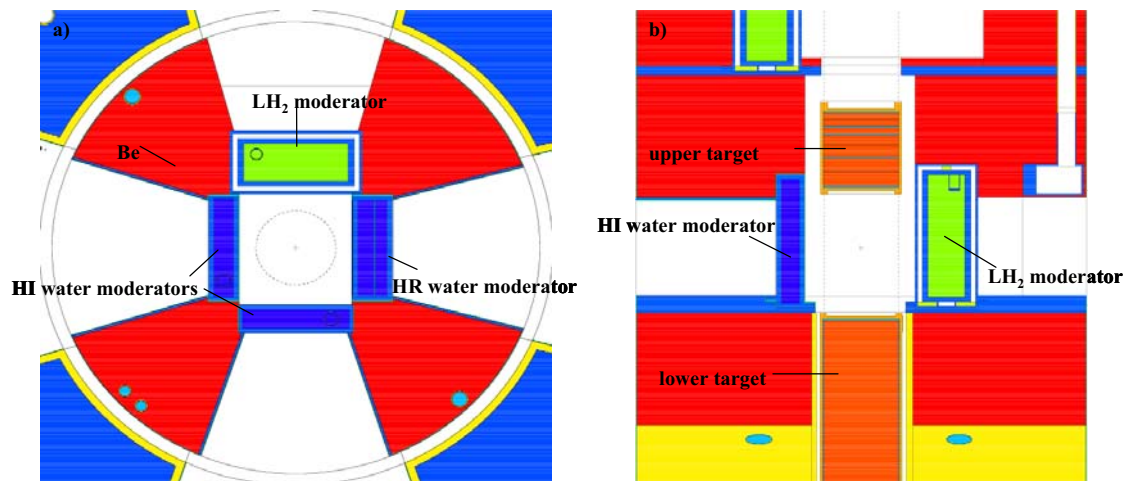 a)
LH2 moderator
Be
HI water moderators
HR water moderator
b)
upper target
HI water moderator
LH2 moderator
lower target